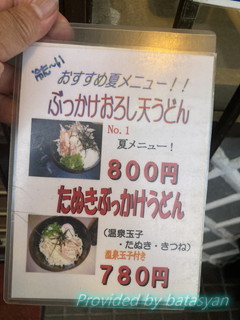 冷た〜い
おすすめ夏メニュー！！
ぶっかけおろし天うどん
No.1
夏メニュー！
800円
たぬきぶっかけうどん
（温泉玉子
・たぬき・きつね）
温泉玉子付き
780円
Provided by batasyan